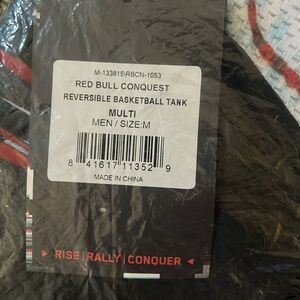 M-133815\RBCN-1053
RED BULL CONQUEST
REVERSIBLE BASKETBALL TANK
MULTI
MEN / SIZE:M
8 41617 11352 9
MADE IN CHINA
RISE | RALLY | CONQUER